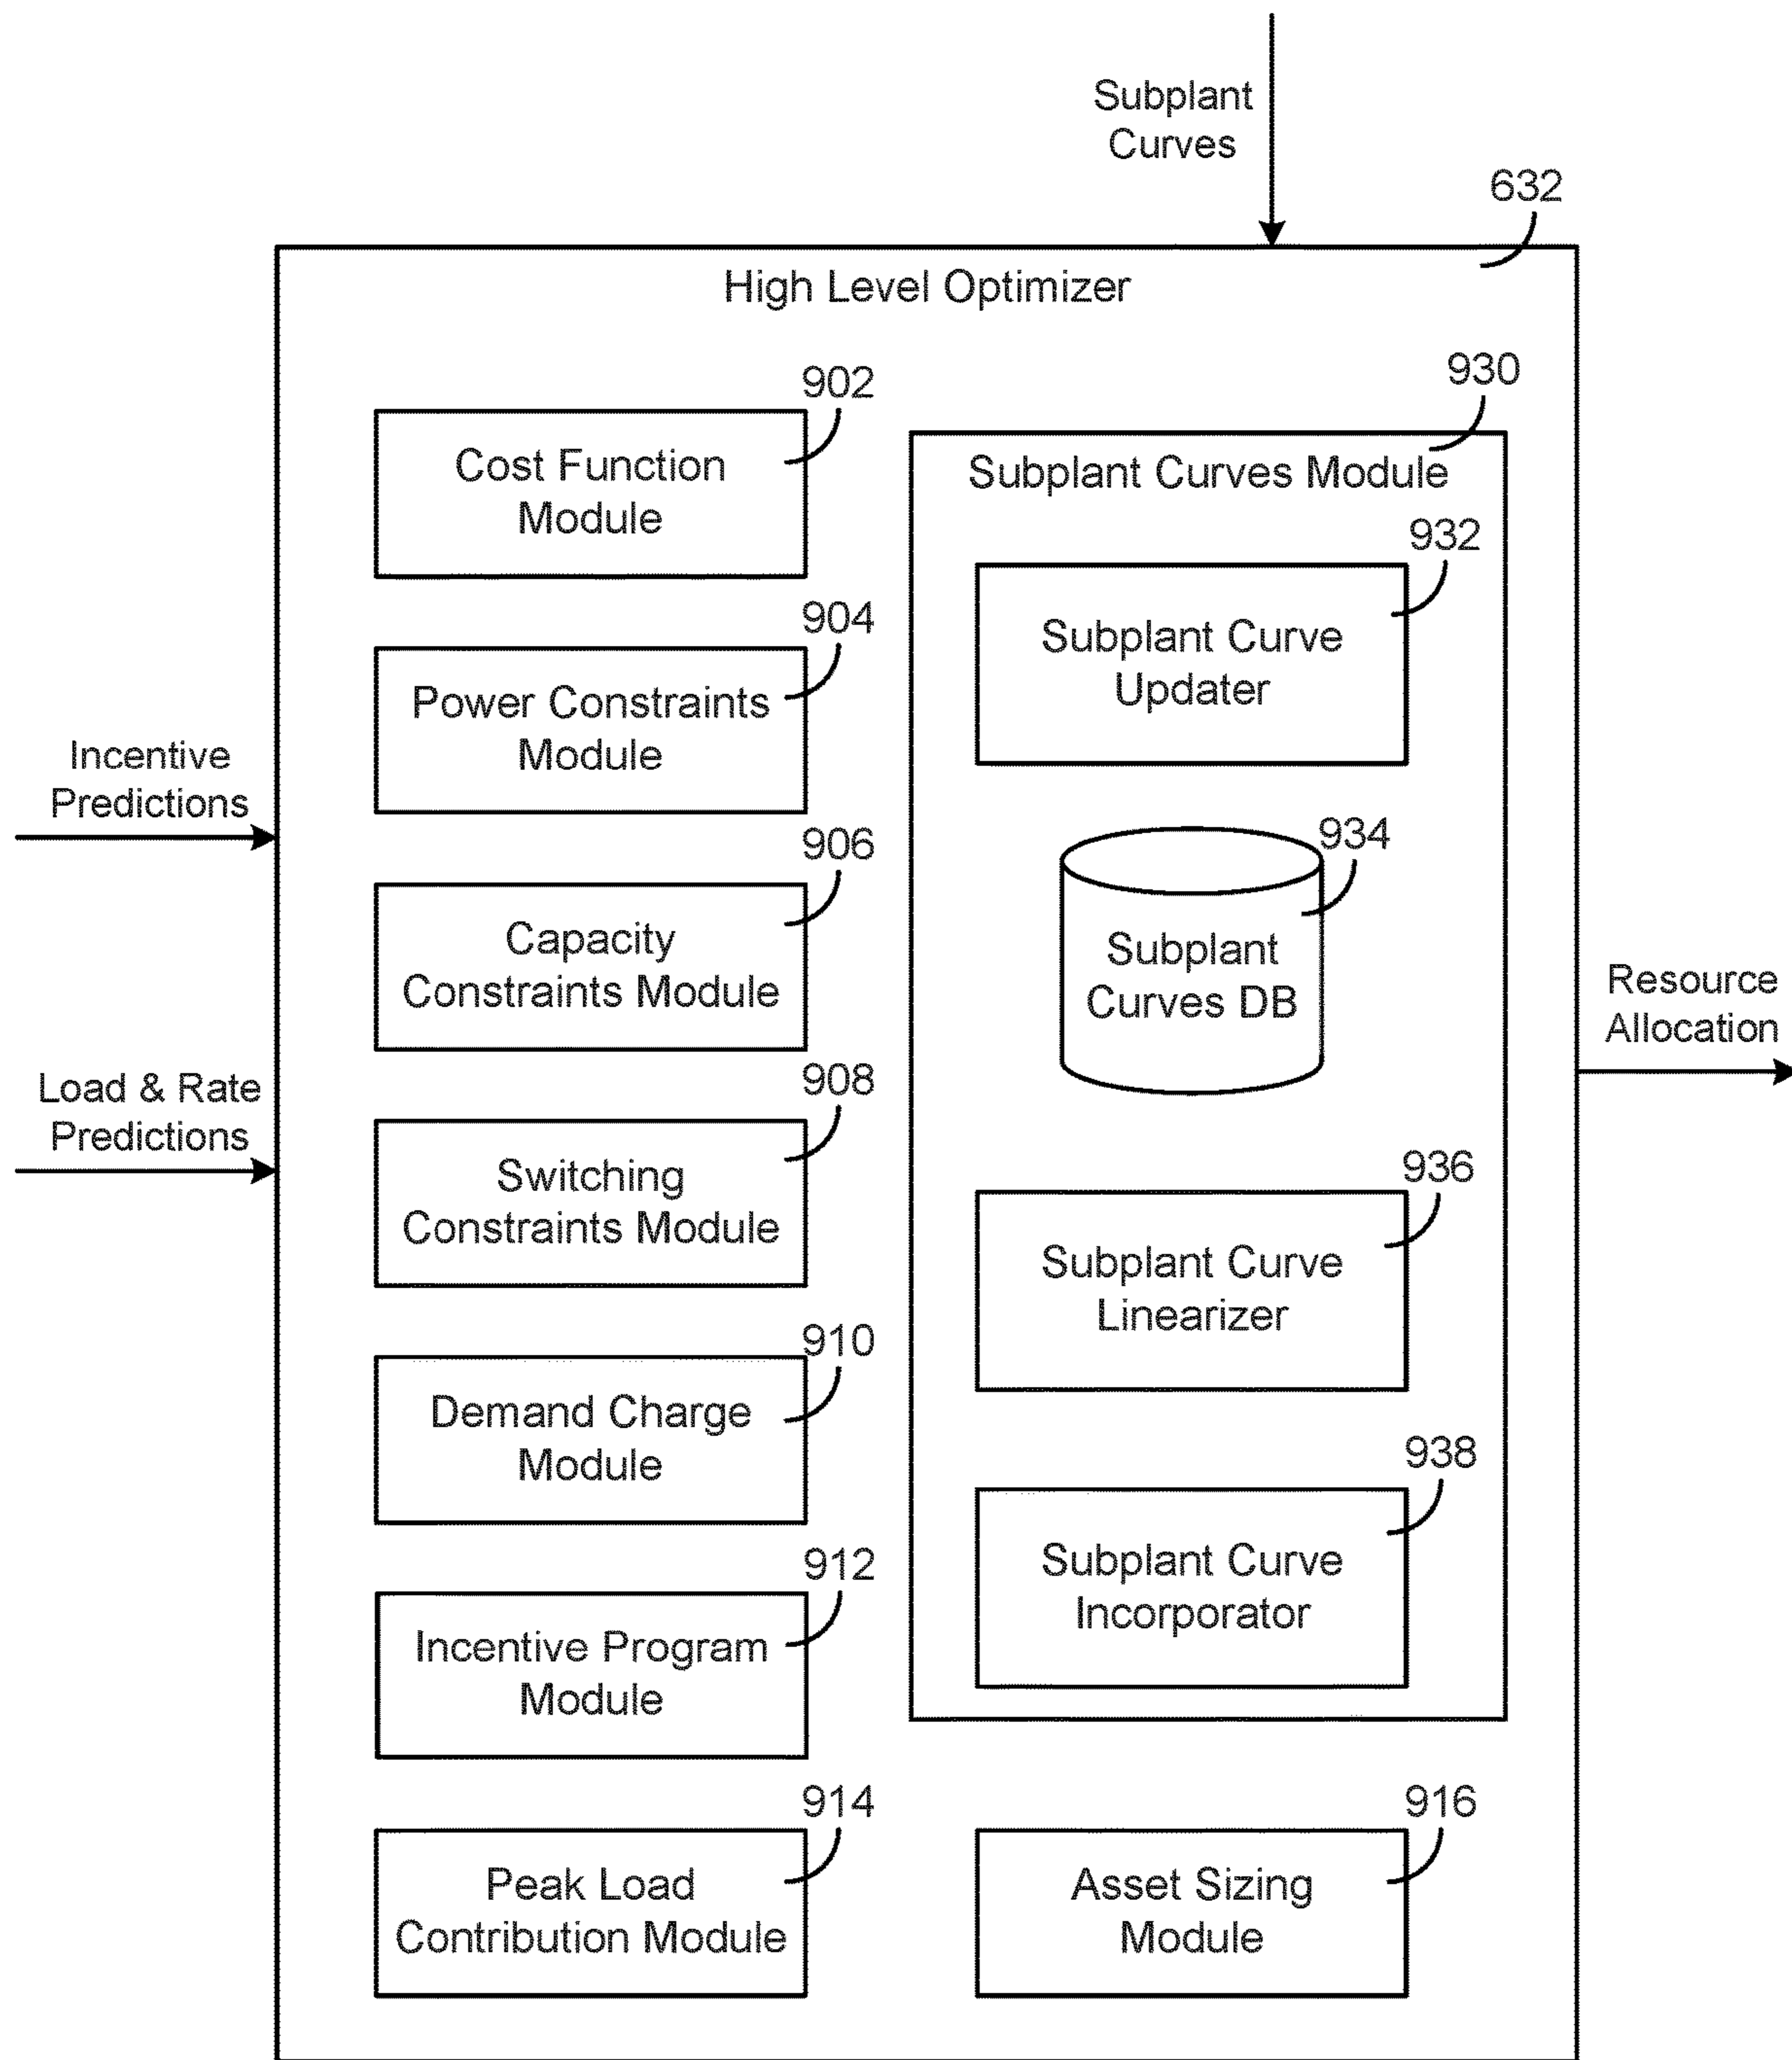 Subplant
Curves
632
High Level Optimizer
902
Cost Function
Module
904
Power Constraints
Module
906
Capacity
Constraints Module
908
Switching
Constraints Module
910
Demand Charge
Module
912
Incentive Program
Module
914
Peak Load
Contribution Module
930
Subplant Curves Module
932
Subplant Curve
Updater
934
Subplant
Curves DB
936
Subplant Curve
Linearizer
938
Subplant Curve
Incorporator
916
Asset Sizing
Module
Incentive
Predictions
Load & Rate
Predictions
Resource
Allocation